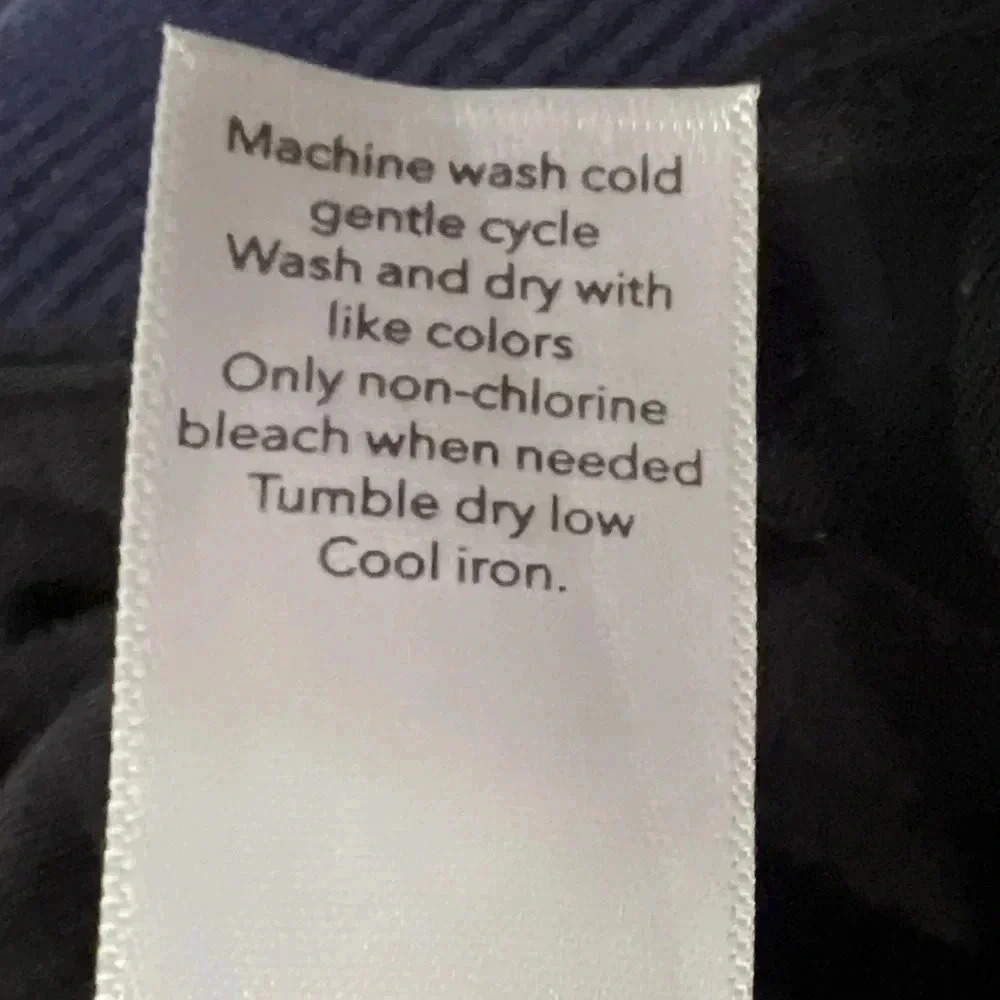 Machine wash cold
gentle cycle
Wash and dry with
like colors
Only non-chlorine
bleach when needed
Tumble dry low
Cool iron.